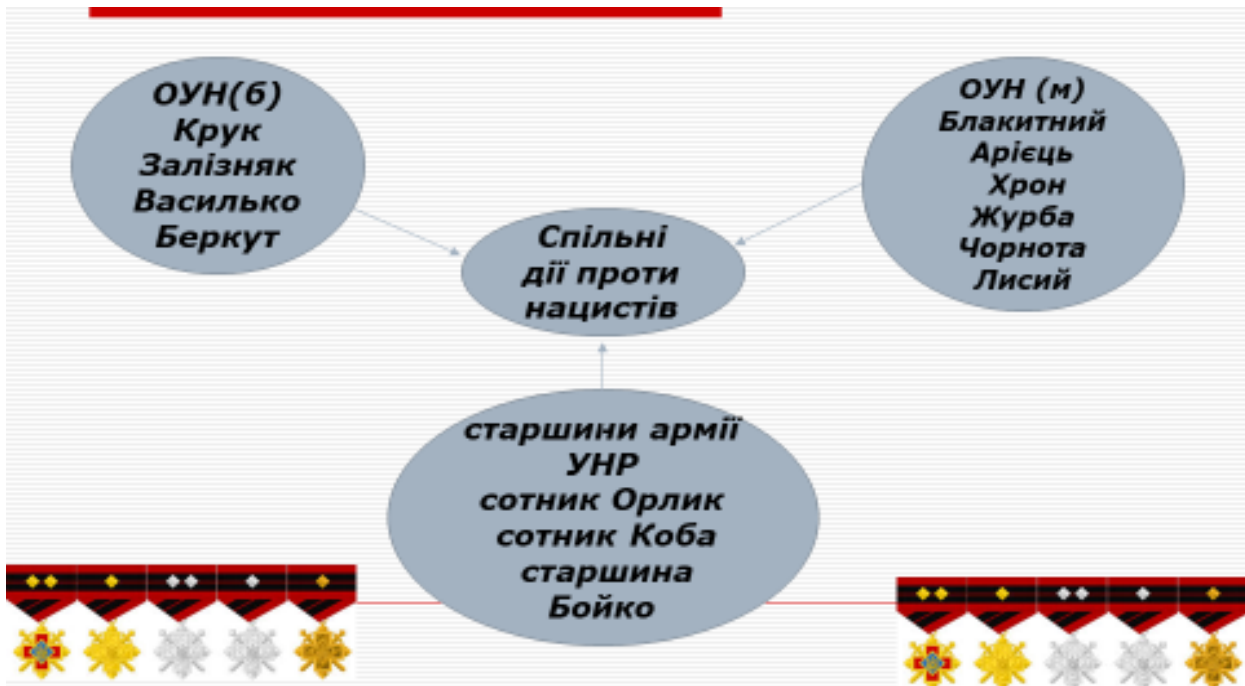 ОУН(б)
Крук
Залізняк
Василько
Беркут
ОУН (м)
Блакитний
Арієць
Хрон
Журба
Чорнота
Лисий
Спільні
дії проти
нацистів
старшини армії
УНР
сотник Орлик
сотник Коба
старшина
Бойко